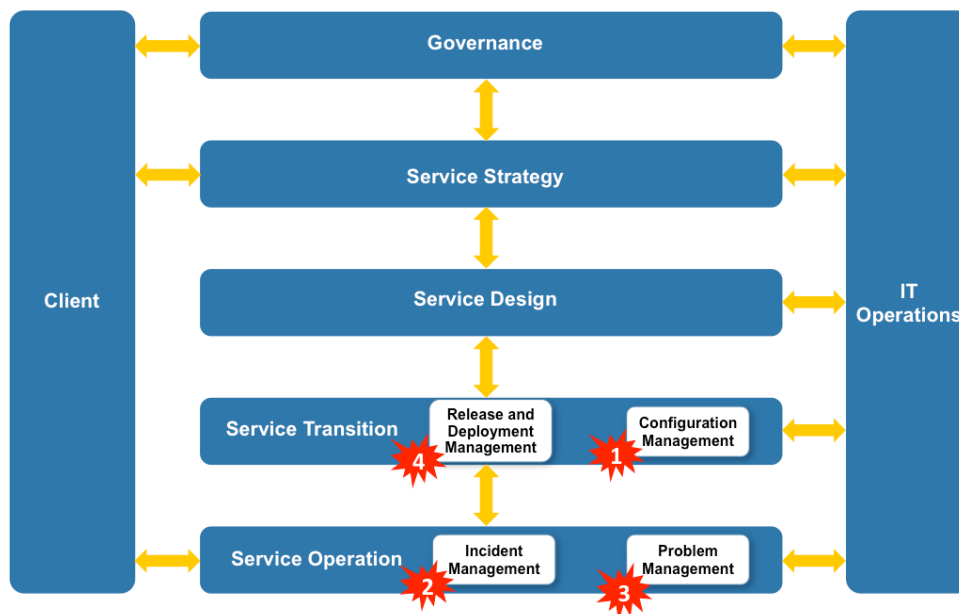 Governance
Service Strategy
Client
Service Design
IT
Operations
Service Transition
Release and
Deployment
Management
4
Configuration
Management
1
Service Operation
Incident
Management
2
Problem
Management
3